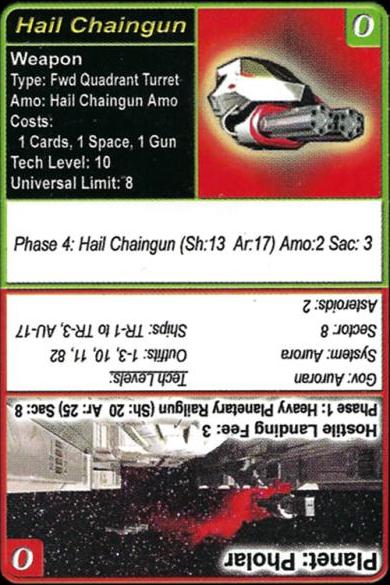 Hail Chaingun
0
Weapon
Type: Fwd Quadrant Turret
Amo: Hail Chaingun Amo
Costs:
1 Cards, 1 Space, 1 Gun
Tech Level: 10
Universal Limit: 8
Phase 4: Hail Chaingun (Sh:13 Ar:17) Amo:2 Sac: 3
Planet: Pholar
0
Hostile Landing Fee: 3
Phase 1: Heavy Planetary Railgun (Sh: 20 Ar: 25) Sac: 8
Gov: Auroran
Tech Levels:
System: Aurora
Outfits: 1-3, 10, 11, 82
Sector: 8
Ships: TR-1 to TR-3, AU-17
Asteroids: 2